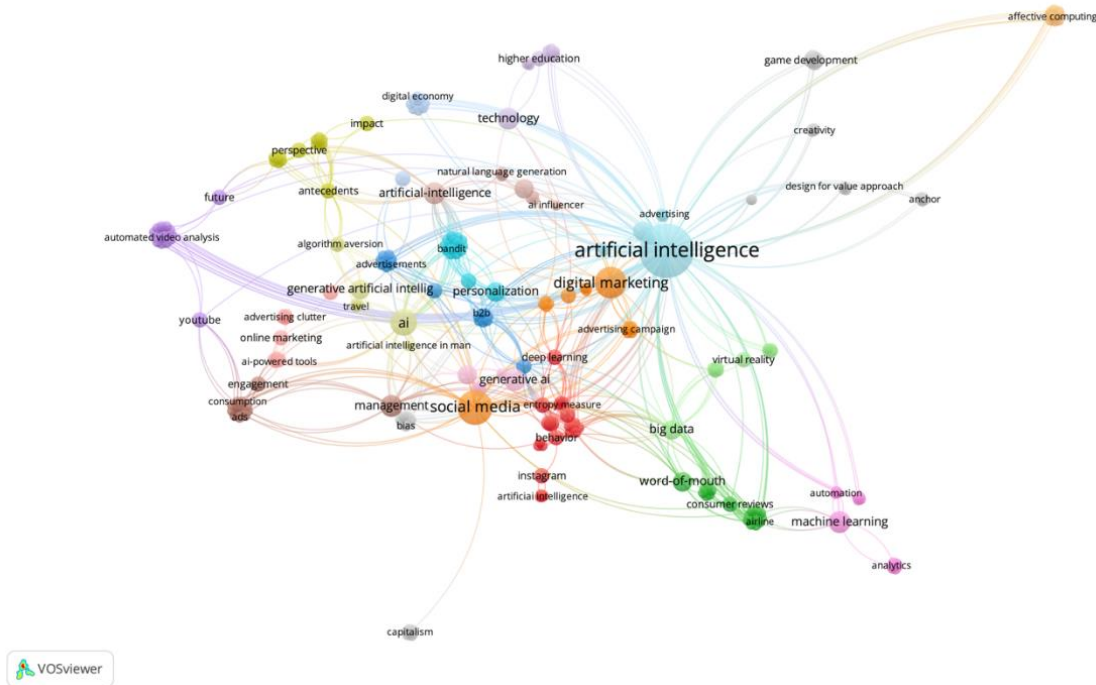 affective computing
higher education
game development
digital economy
technology
impact
creativity
perspective
natural language generation
design for value approach
future
antecedents
artificial-intelligence
ai influencer
anchor
advertising
automated video analysis
algorithm aversion
bandit
artificial intelligence
advertisements
generative artificial intellig
personalization
digital marketing
travel
youtube
advertising clutter
ai
b2b
advertising campaign
online marketing
artificial intelligence in man
deep learning
virtual reality
ai-powered tools
engagement
generative ai
consumption
ads
management
social media
entropy measure
bias
behavior
big data
instagram
word-of-mouth
artificial intelligence
consumer reviews
automation
airline
machine learning
analytics
capitalism
VOSviewer